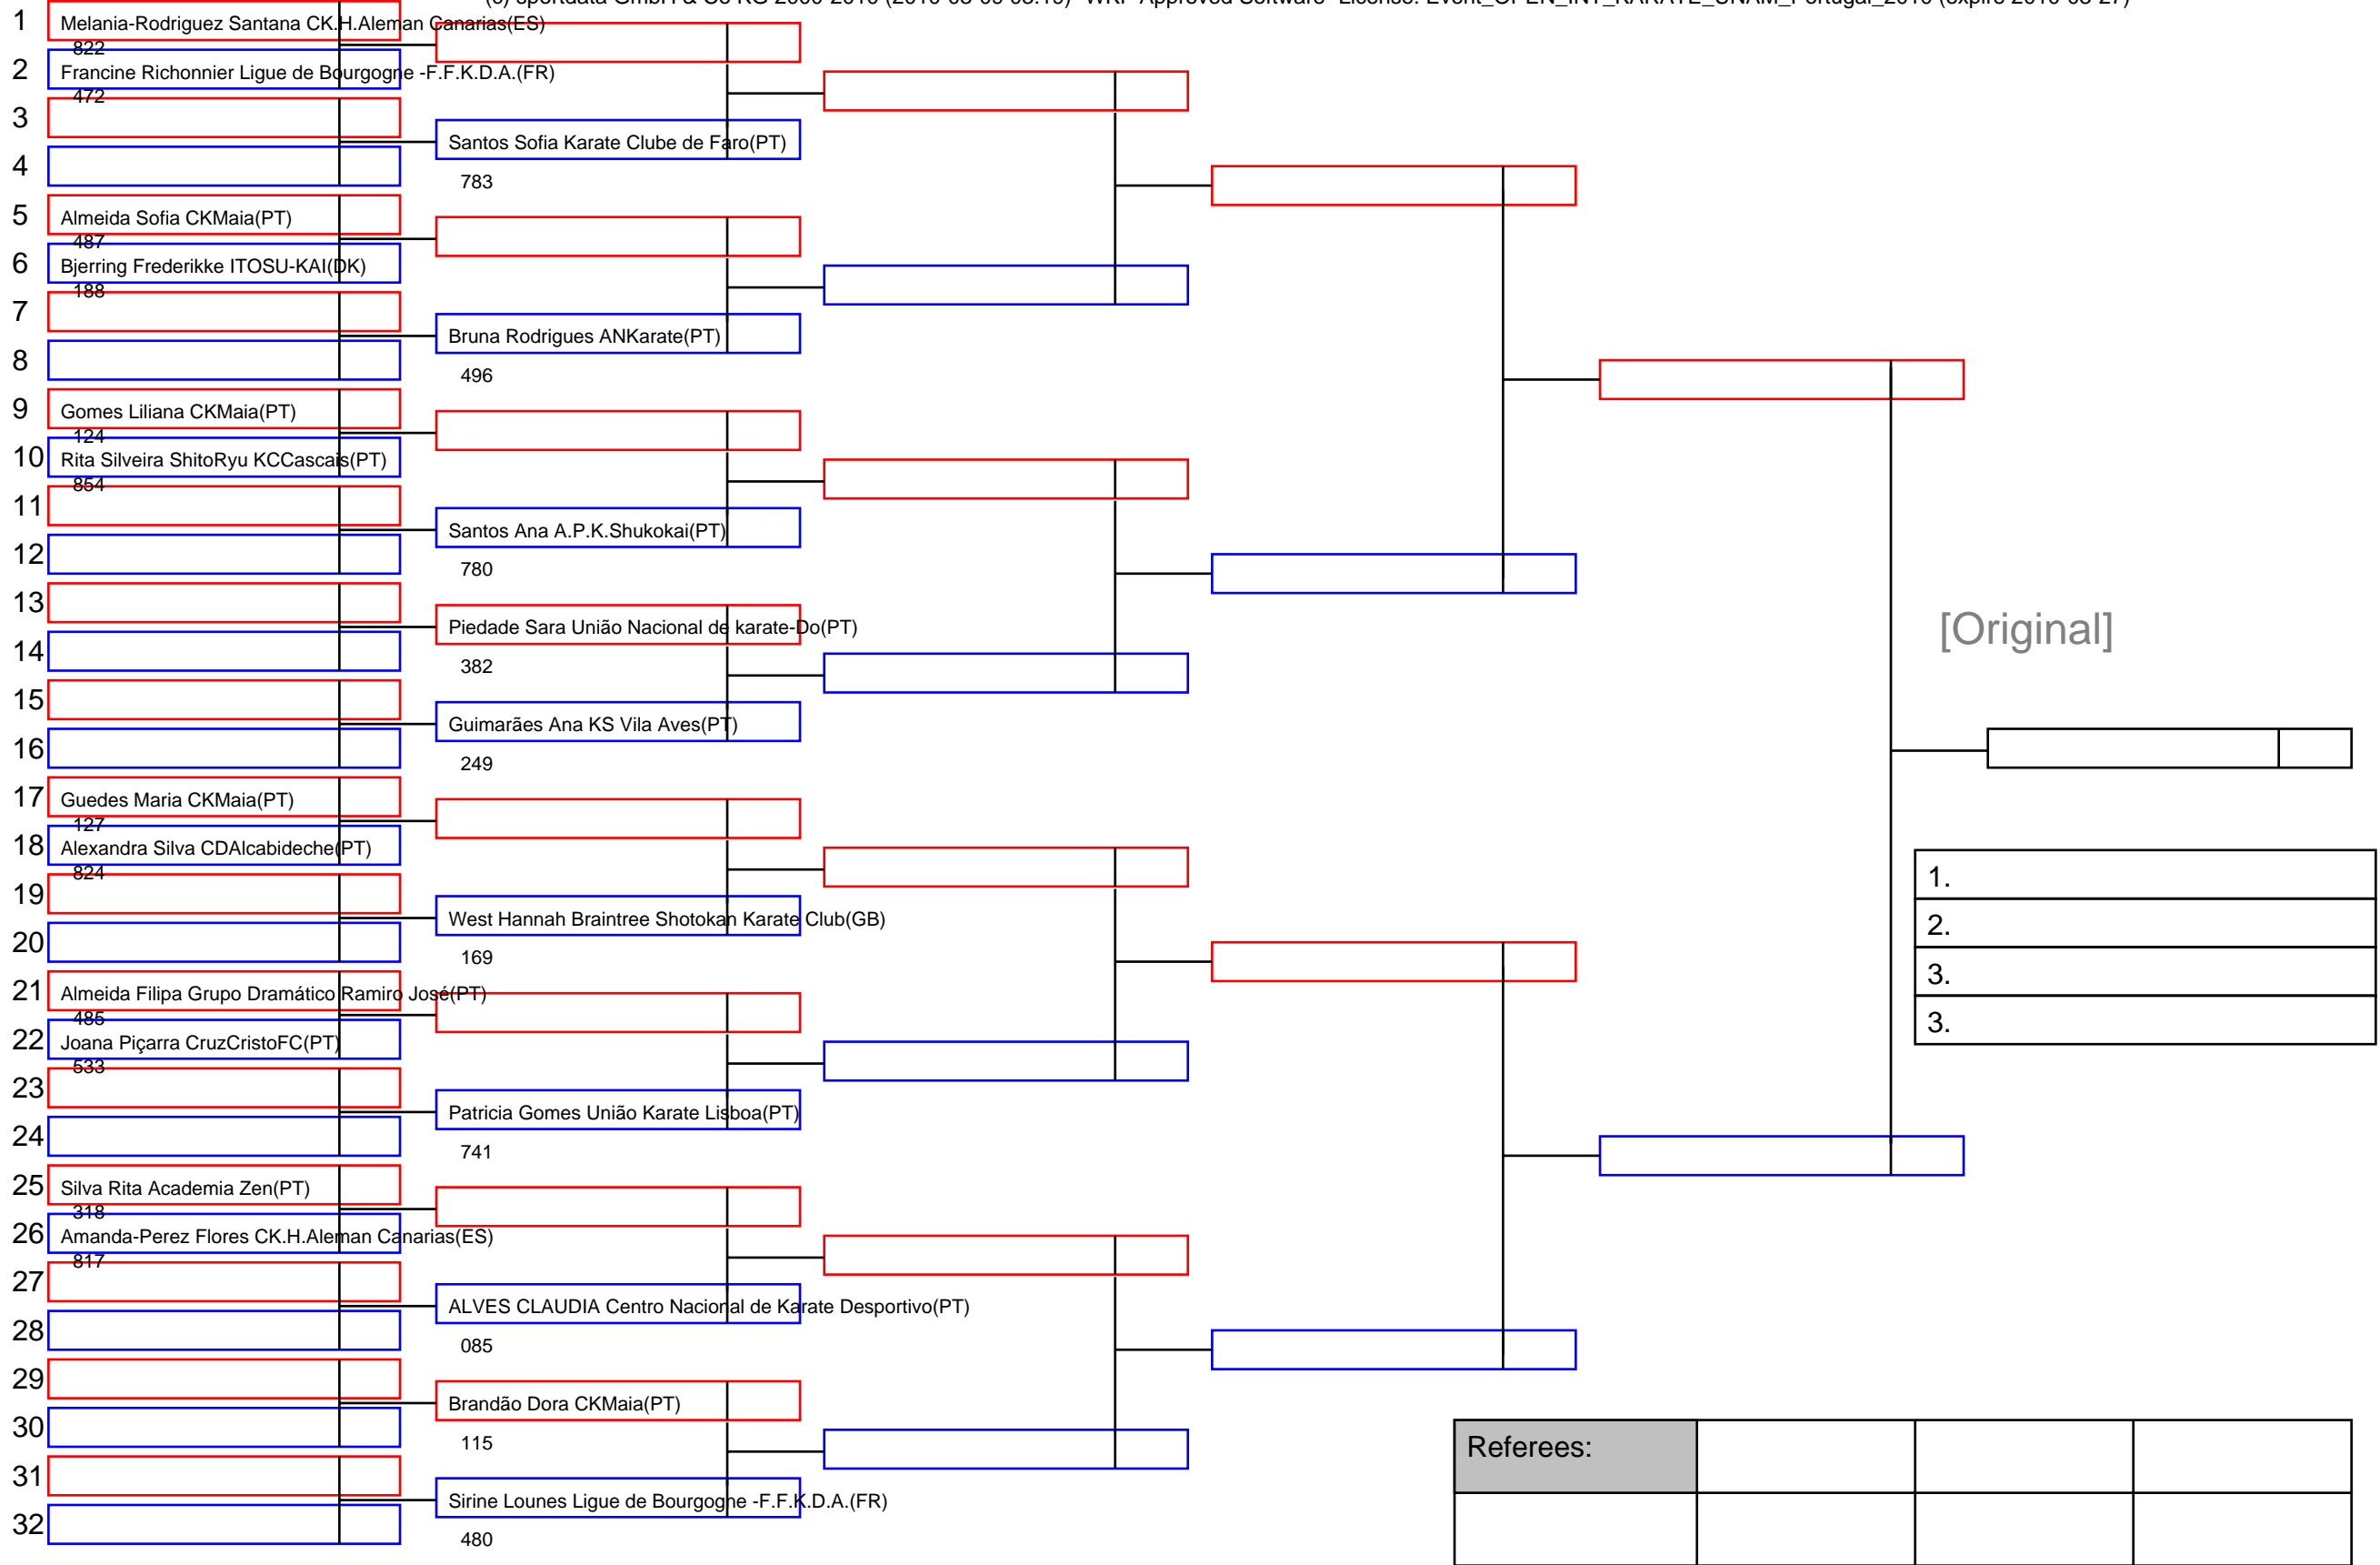 1 Melania-Rodriguez Santana CK.H.Aleman Canarias(ES)
822
2 Francine Richonnier Ligue de Bourgogne -F.F.K.D.A.(FR)
472
3
Santos Sofia Karate Clube de Faro(PT)
4
783
5 Almeida Sofia CKMaia(PT)
487
6 Bjerring Frederikke ITOSU-KAI(DK)
188
7
Bruna Rodrigues ANKarate(PT)
8
496
9 Gomes Liliana CKMaia(PT)
124
10 Rita Silveira ShitoRyu KCCascais(PT)
854
11
Santos Ana A.P.K.Shukokai(PT)
12
780
13
Piedade Sara União Nacional de karate-Do(PT)
[Original]
14
382
15
Guimarães Ana KS Vila Aves(PT)
16
249
17 Guedes Maria CKMaia(PT)
127
18 Alexandra Silva CDAlcabideche(PT)
824
1.
19
West Hannah Braintree Shotokan Karate Club(GB)
2.
20
169
3.
21 Almeida Filipa Grupo Dramático Ramiro José(PT)
485
3.
22 Joana Piçarra CruzCristoFC(PT)
533
23
Patricia Gomes União Karate Lisboa(PT)
24
741
25 Silva Rita Academia Zen(PT)
318
26 Amanda-Perez Flores CK.H.Aleman Canarias(ES)
817
27
ALVES CLAUDIA Centro Nacional de Karate Desportivo(PT)
28
085
29
Brandão Dora CKMaia(PT)
30
115
Referees:
31
Sirine Lounes Ligue de Bourgogne -F.F.K.D.A.(FR)
32
480